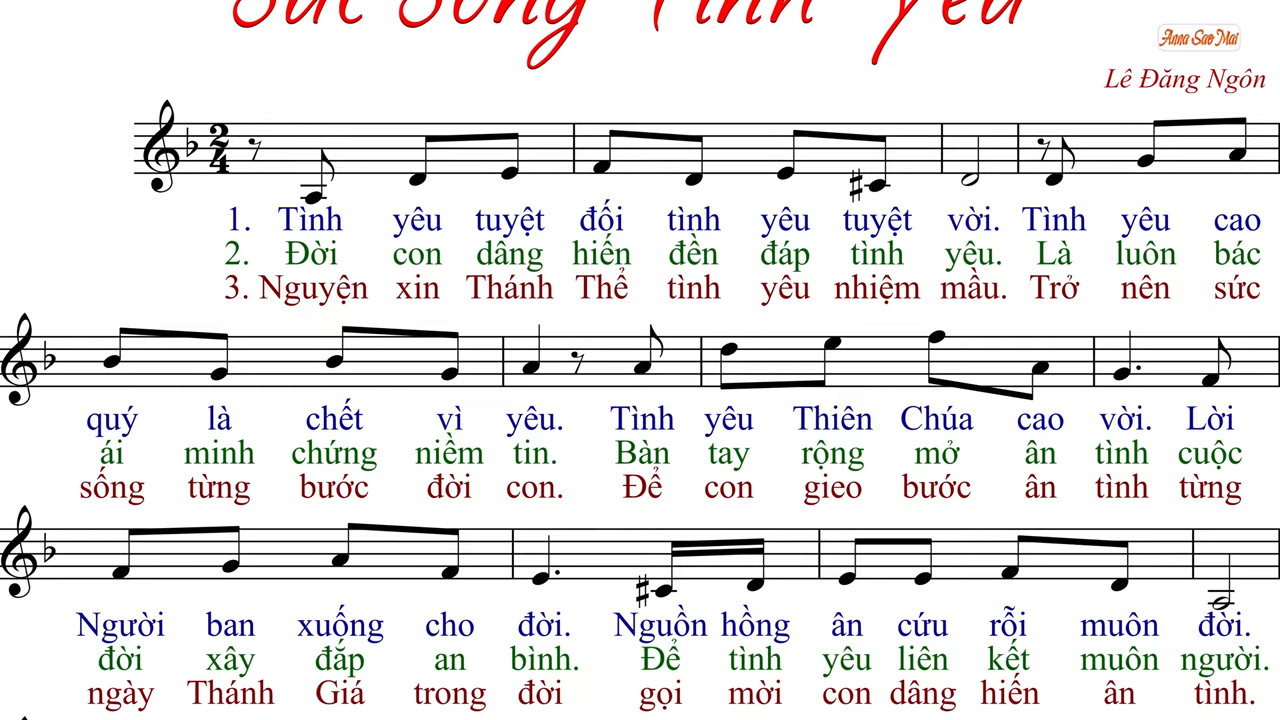 Sức Sống Tình Yêu
Anna Sao Mai
Lê Đăng Ngôn
2
4
1. Tình yêu tuyệt đối tình yêu tuyệt vời. Tình yêu cao
2. Đời con dâng hiến đền đáp tình yêu. Là luôn bác
3. Nguyện xin Thánh Thể tình yêu nhiệm mầu. Trở nên sức
quý là chết vì yêu. Tình yêu Thiên Chúa cao vời. Lời
ái minh chứng niềm tin. Bàn tay rộng mở ân tình cuộc
sống từng bước đời con. Để con gieo bước ân tình từng
Người ban xuống cho đời. Nguồn hồng ân cứu rỗi muôn đời.
đời xây đắp an bình. Để tình yêu liên kết muôn người.
ngày Thánh Giá trong đời gọi mời con dâng hiến ân tình.